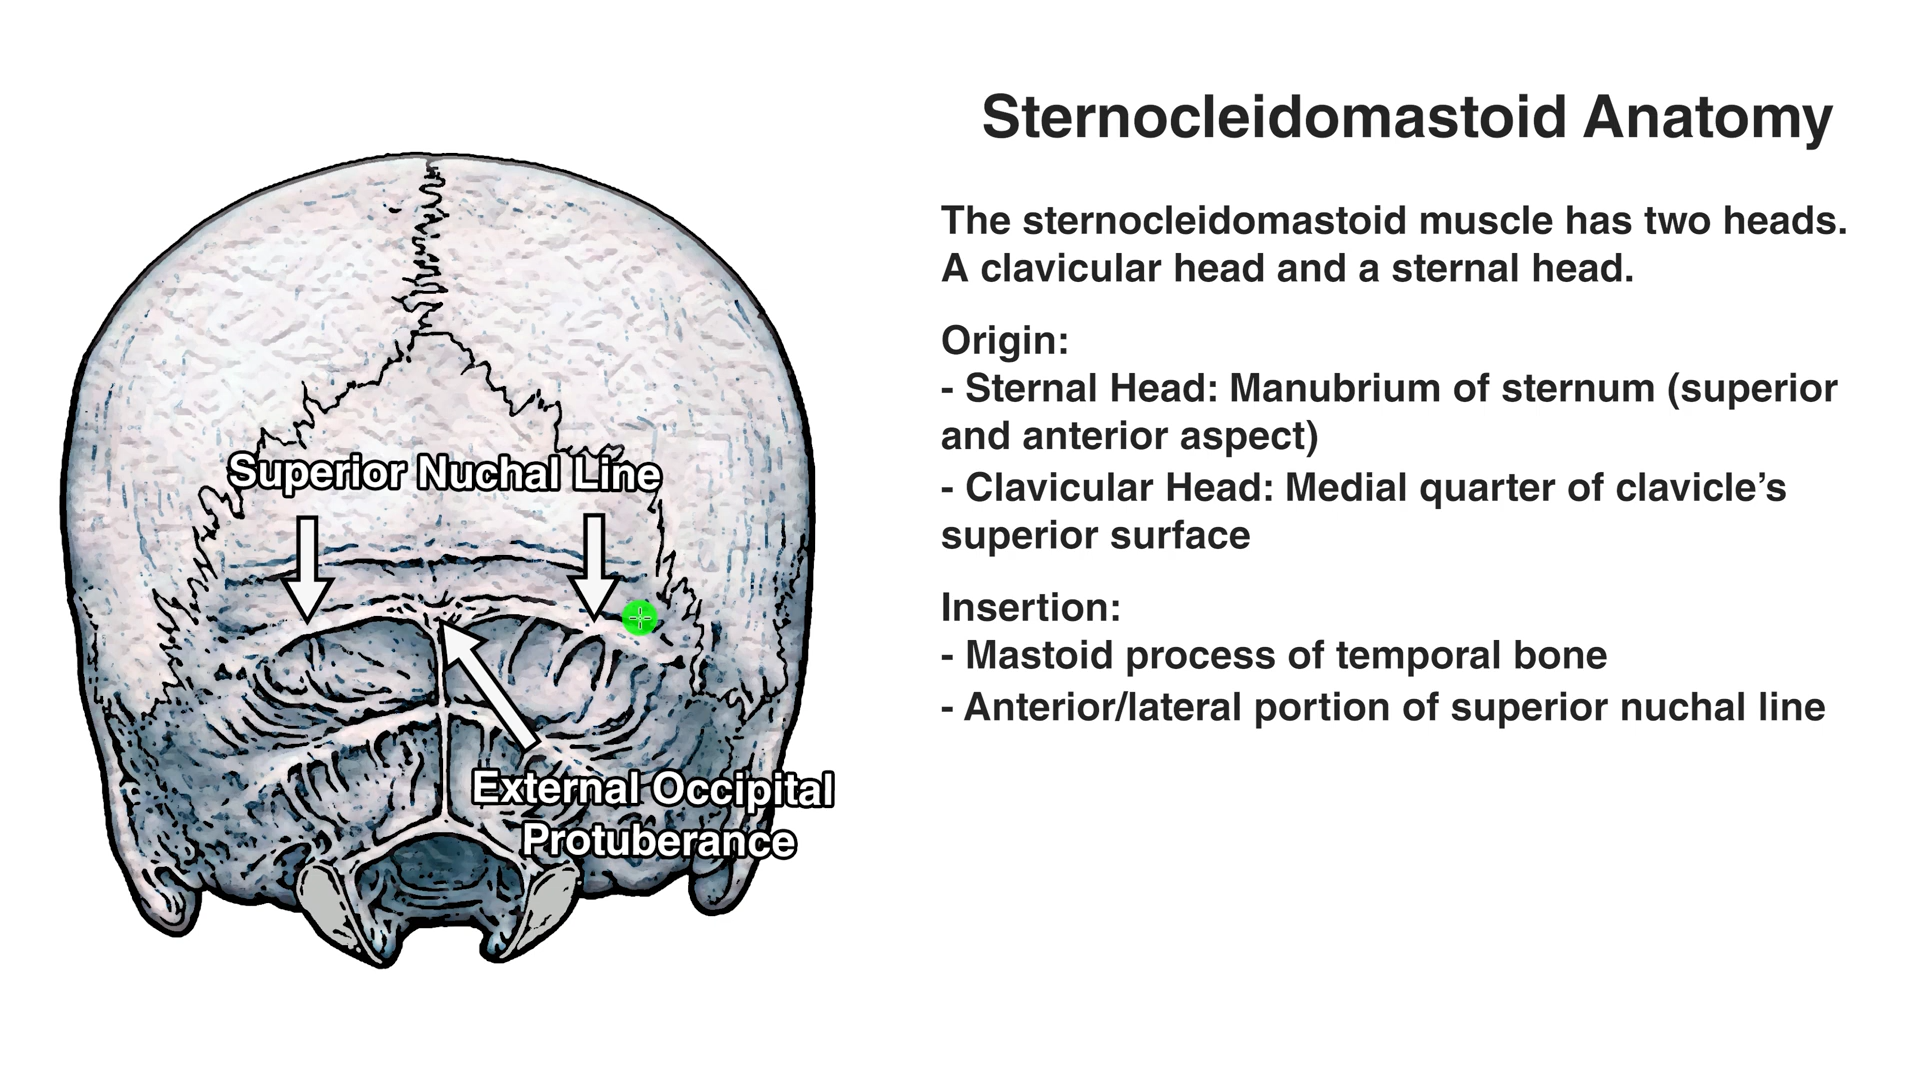 Sternocleidomastoid Anatomy
The sternocleidomastoid muscle has two heads.
A clavicular head and a sternal head.
Origin:
- Sternal Head: Manubrium of sternum (superior
and anterior aspect)
- Clavicular Head: Medial quarter of clavicle’s
superior surface
Insertion:
- Mastoid process of temporal bone
- Anterior/lateral portion of superior nuchal line
Superior Nuchal Line
External Occipital
Protuberance